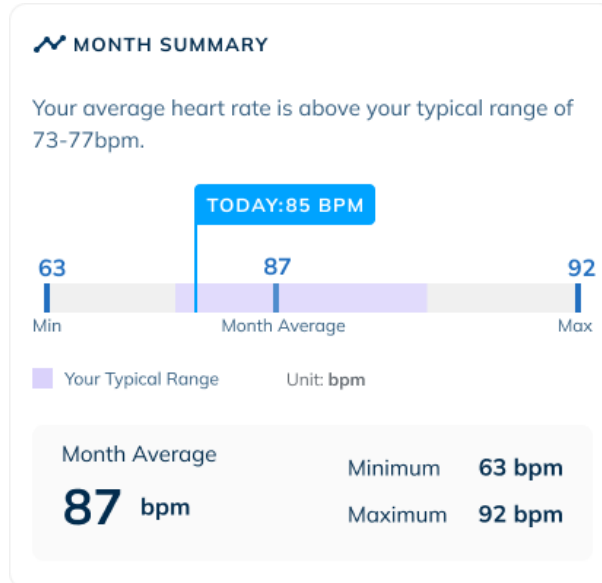 MONTH SUMMARY
Your average heart rate is above your typical range of
73-77bpm.
TODAY:85 BPM
63 87 92
Min Month Average Max
Your Typical Range Unit: bpm
Month Average
87 bpm
Minimum 63 bpm
Maximum 92 bpm